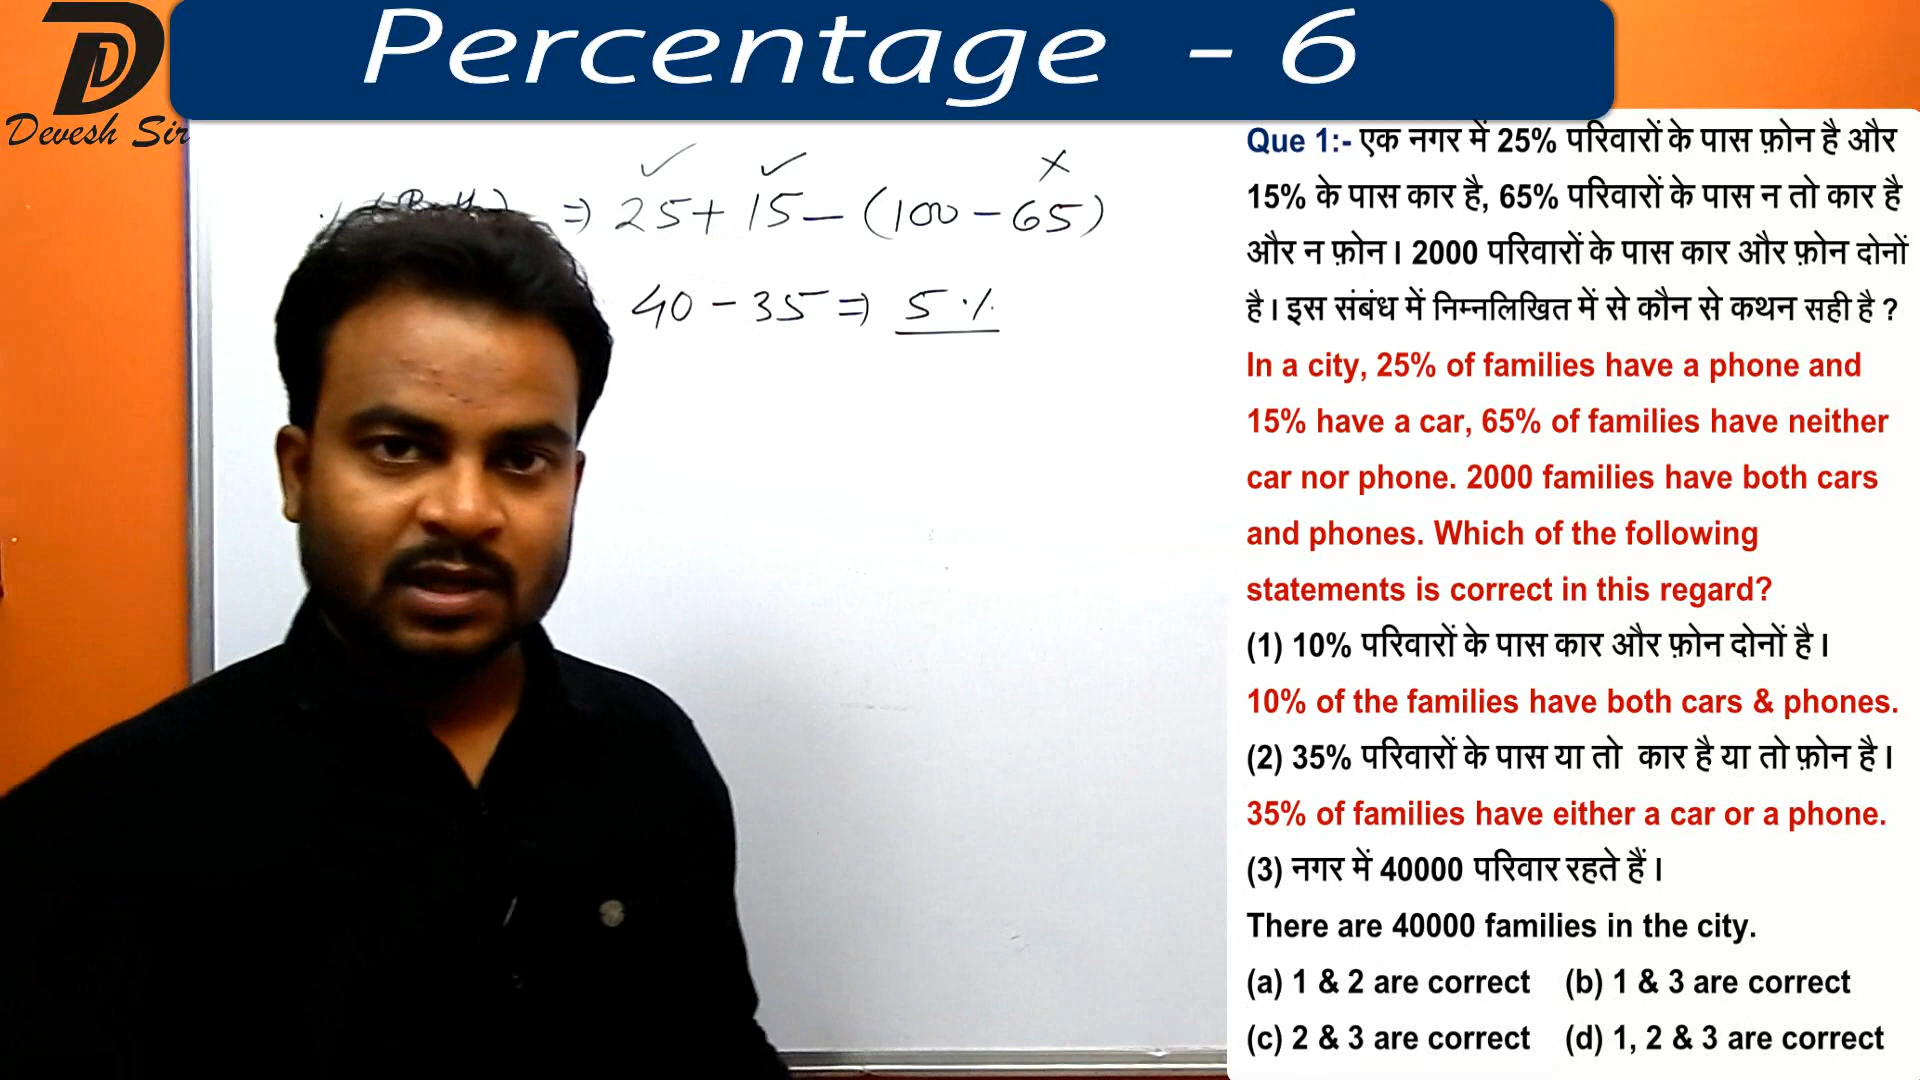 Percentage - 6
D
Devesh Sir
⇒ 25 + 15 - (100 - 65)
40 - 35 ⇒ 5 %
Que 1:- एक नगर में 25% परिवारों के पास फ़ोन है और
15% के पास कार है, 65% परिवारों के पास न तो कार है
और न फ़ोन। 2000 परिवारों के पास कार और फ़ोन दोनों
है। इस संबंध में निम्नलिखित में से कौन से कथन सही है ?
In a city, 25% of families have a phone and
15% have a car, 65% of families have neither
car nor phone. 2000 families have both cars
and phones. Which of the following
statements is correct in this regard?
(1) 10% परिवारों के पास कार और फ़ोन दोनों है।
10% of the families have both cars & phones.
(2) 35% परिवारों के पास या तो कार है या तो फ़ोन है।
35% of families have either a car or a phone.
(3) नगर में 40000 परिवार रहते हैं।
There are 40000 families in the city.
(a) 1 & 2 are correct (b) 1 & 3 are correct
(c) 2 & 3 are correct (d) 1, 2 & 3 are correct